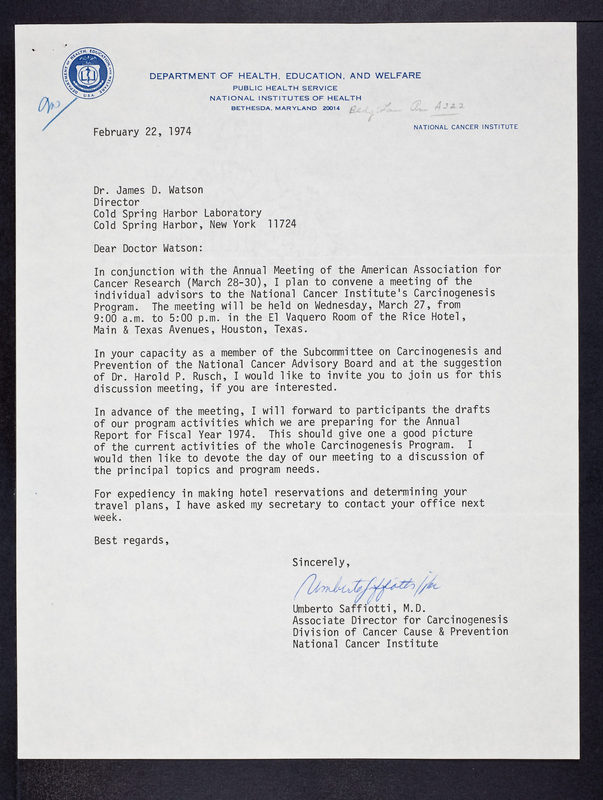 DEPARTMENT OF HEALTH, EDUCATION, AND WELFARE
PUBLIC HEALTH SERVICE
NATIONAL INSTITUTES OF HEALTH
BETHESDA, MARYLAND 20014
A522
NATIONAL CANCER INSTITUTE
February 22, 1974
Dr. James D. Watson
Director
Cold Spring Harbor Laboratory
Cold Spring Harbor, New York 11724
Dear Doctor Watson:
In conjunction with the Annual Meeting of the American Association for
Cancer Research (March 28-30), I plan to convene a meeting of the
individual advisors to the National Cancer Institute's Carcinogenesis
Program. The meeting will be held on Wednesday, March 27, from
9:00 a.m. to 5:00 p.m. in the El Vaquero Room of the Rice Hotel,
Main & Texas Avenues, Houston, Texas.
In your capacity as a member of the Subcommittee on Carcinogenesis and
Prevention of the National Cancer Advisory Board and at the suggestion
of Dr. Harold P. Rusch, I would like to invite you to join us for this
discussion meeting, if you are interested.
In advance of the meeting, I will forward to participants the drafts
of our program activities which we are preparing for the Annual
Report for Fiscal Year 1974. This should give one a good picture
of the current activities of the whole Carcinogenesis Program. I
would then like to devote the day of our meeting to a discussion of
the principal topics and program needs.
For expediency in making hotel reservations and determining your
travel plans, I have asked my secretary to contact your office next
week.
Best regards,
Sincerely,
Umberto Saffiotti
Umberto Saffiotti, M.D.
Associate Director for Carcinogenesis
Division of Cancer Cause & Prevention
National Cancer Institute